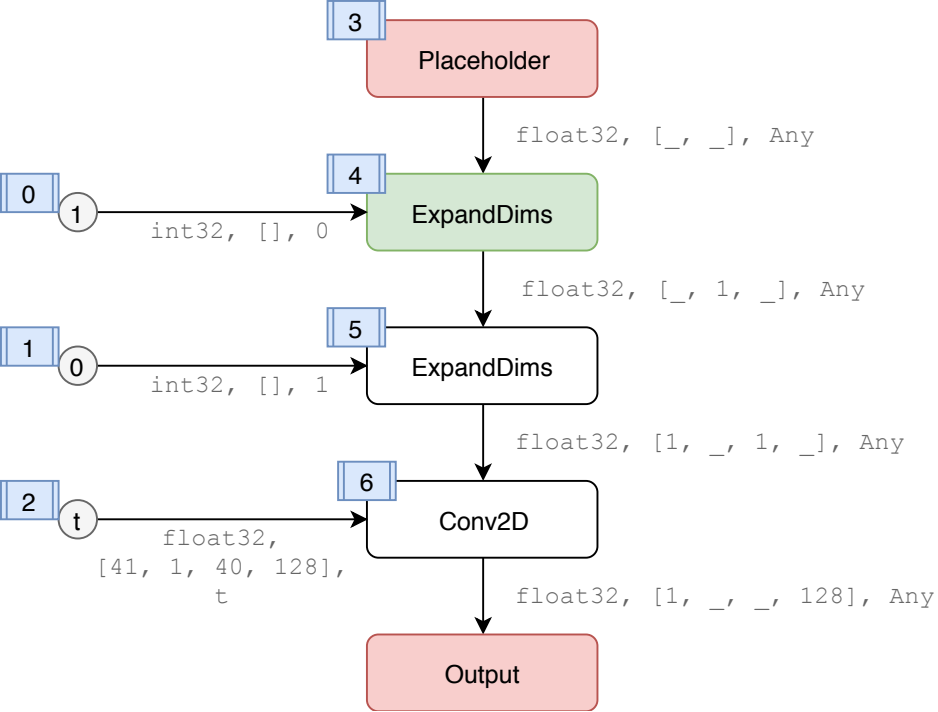 3
Placeholder
float32, [_, _], Any
0
1
int32, [], 0
4
ExpandDims
float32, [_, 1, _], Any
1
0
int32, [], 1
5
ExpandDims
float32, [1, _, 1, _], Any
2
t
float32,
[41, 1, 40, 128],
t
6
Conv2D
float32, [1, _, _, 128], Any
Output